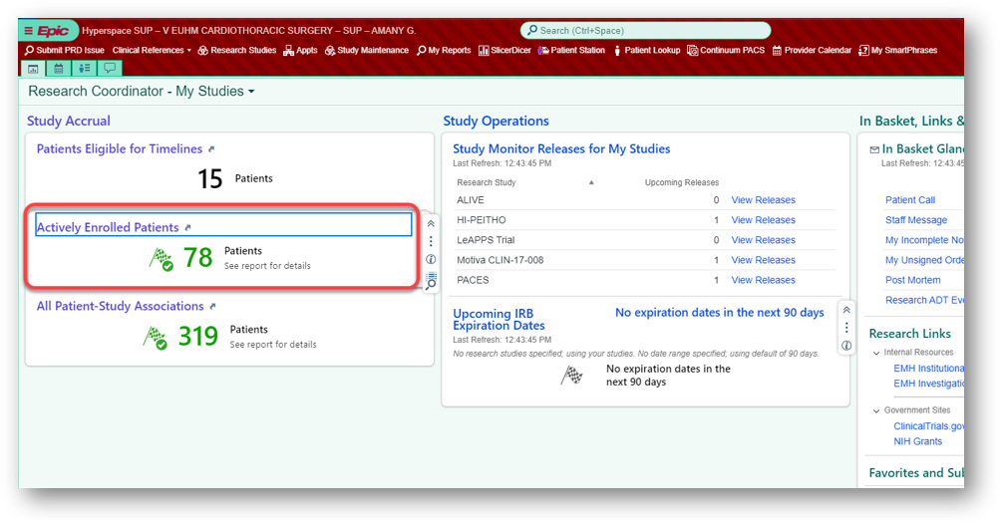 Epic Hyperspace SUP – V EUHM CARDIOTHORACIC SURGERY – SUP – AMANY G. Search (Ctrl+Space)
Submit PRD Issue Clinical References Research Studies Appts Study Maintenance My Reports SlicerDicer Patient Station Patient Lookup Continuum PACS Provider Calendar My SmartPhrases
Research Coordinator - My Studies
Study Accrual
Patients Eligible for Timelines
15 Patients
Actively Enrolled Patients
78 Patients
See report for details
All Patient-Study Associations
319 Patients
See report for details
Study Operations
Study Monitor Releases for My Studies
Last Refresh: 12:43:45 PM
Research Study Upcoming Releases
ALIVE 0 View Releases
HI-PEITHO 1 View Releases
LeAPPS Trial 0 View Releases
Motiva CLIN-17-008 1 View Releases
PACES 1 View Releases
Upcoming IRB
Expiration Dates
No expiration dates in the next 90 days
Last Refresh: 12:43:45 PM
No research studies specified; using your studies. No date range specified; using default of 90 days.
No expiration dates in the
next 90 days
In Basket, Links &
In Basket Glan
Last Refresh: 12:43:45
Patient Call
Staff Message
My Incomplete No
My Unsigned Orde
Post Mortem
Research ADT Eve
Research Links
Internal Resources
EMH Institutiona
EMH Investigatio
Government Sites
ClinicalTrials.gov
NIH Grants
Favorites and Sub